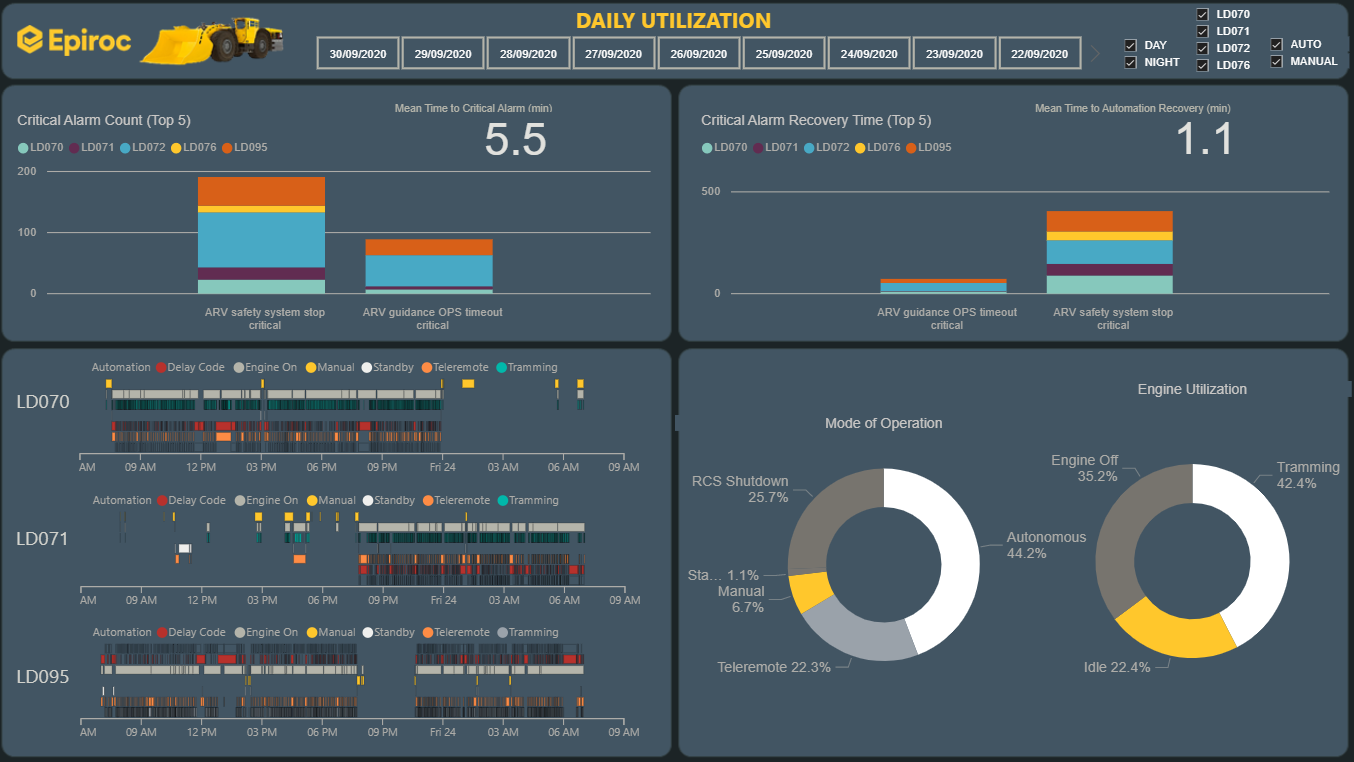 Epiroc
DAILY UTILIZATION
30/09/2020 29/09/2020 28/09/2020 27/09/2020 26/09/2020 25/09/2020 24/09/2020 23/09/2020 22/09/2020
DAY
NIGHT
LD070
LD071
LD072
LD076
AUTO
MANUAL
Critical Alarm Count (Top 5)
Mean Time to Critical Alarm (min)
5.5
LD070 LD071 LD072 LD076 LD095
200
100
0
ARV safety system stop
critical
ARV guidance OPS timeout
critical
Critical Alarm Recovery Time (Top 5)
Mean Time to Automation Recovery (min)
1.1
LD070 LD071 LD072 LD076 LD095
500
0
ARV guidance OPS timeout
critical
ARV safety system stop
critical
Automation Delay Code Engine On Manual Standby Teleremote Tramming
LD070
AM 09 AM 12 PM 03 PM 06 PM 09 PM Fri 24 03 AM 06 AM 09 AM
Automation Delay Code Engine On Manual Standby Teleremote Tramming
LD071
AM 09 AM 12 PM 03 PM 06 PM 09 PM Fri 24 03 AM 06 AM 09 AM
Automation Delay Code Engine On Manual Standby Teleremote Tramming
LD095
AM 09 AM 12 PM 03 PM 06 PM 09 PM Fri 24 03 AM 06 AM 09 AM
Mode of Operation
RCS Shutdown
25.7%
Autonomous
44.2%
Sta... 1.1%
Manual
6.7%
Teleremote 22.3%
Engine Utilization
Engine Off
35.2%
Tramming
42.4%
Idle 22.4%